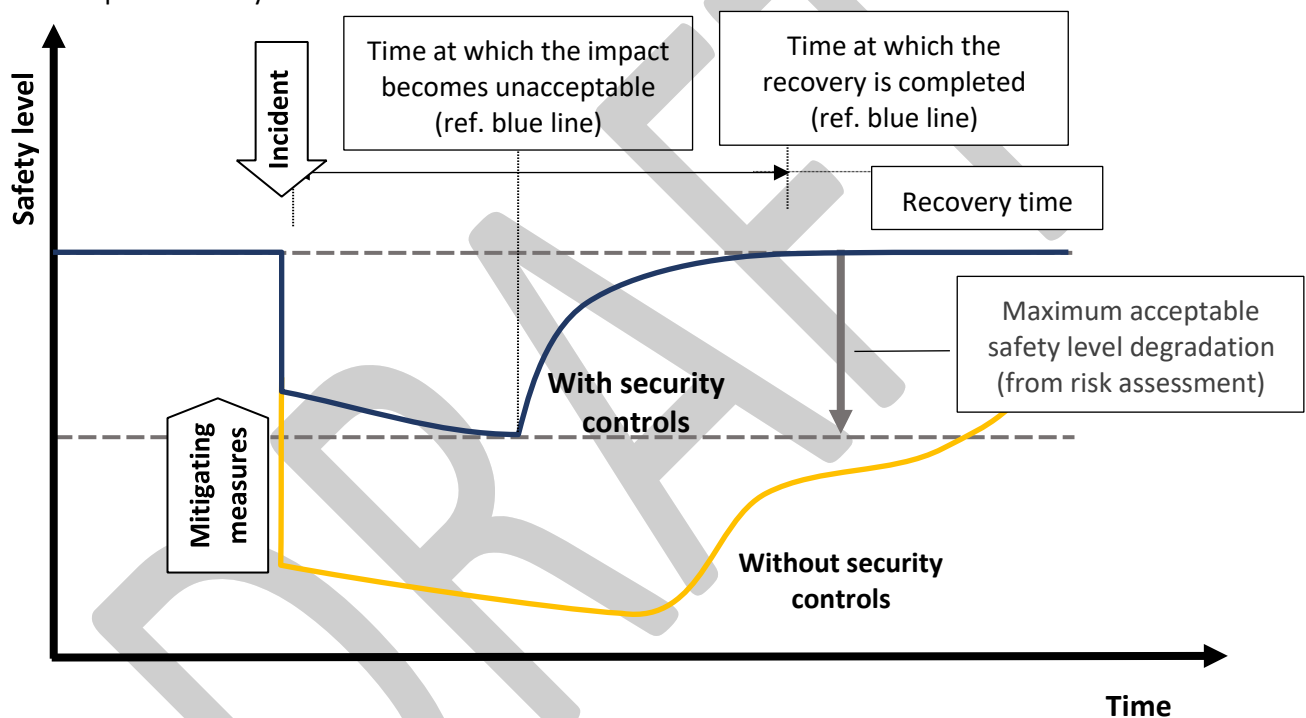 Safety level
Incident
Time at which the impact
becomes unacceptable
(ref. blue line)
Time at which the
recovery is completed
(ref. blue line)
Recovery time
Maximum acceptable
safety level degradation
(from risk assessment)
With security
controls
Mitigating
measures
Without security
controls
Time
DRAFT